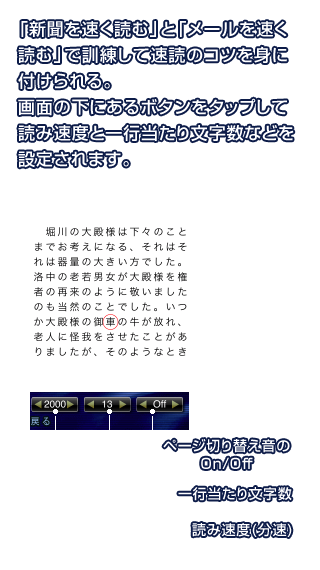 「新聞を速く読む」と「メールを速く
読む」で訓練して速読のコツを身に
付けられる。
画面の下にあるボタンをタップして
読み速度と一行当たり文字数などを
設定されます。
堀川の大殿様は下々のこと
までお考えになる、それはそ
れは器量の大きい方でした。
洛中の老若男女が大殿様を権
者の再来のように敬いました
のも当然のことでした。いつ
か大殿様の御車の牛が放れ、
老人に怪我をさせたことがあ
りましたが、そのようなとき
2000 13 Off
戻る
ページ切り替え音の
On/Off
一行当たり文字数
読み速度(分速)